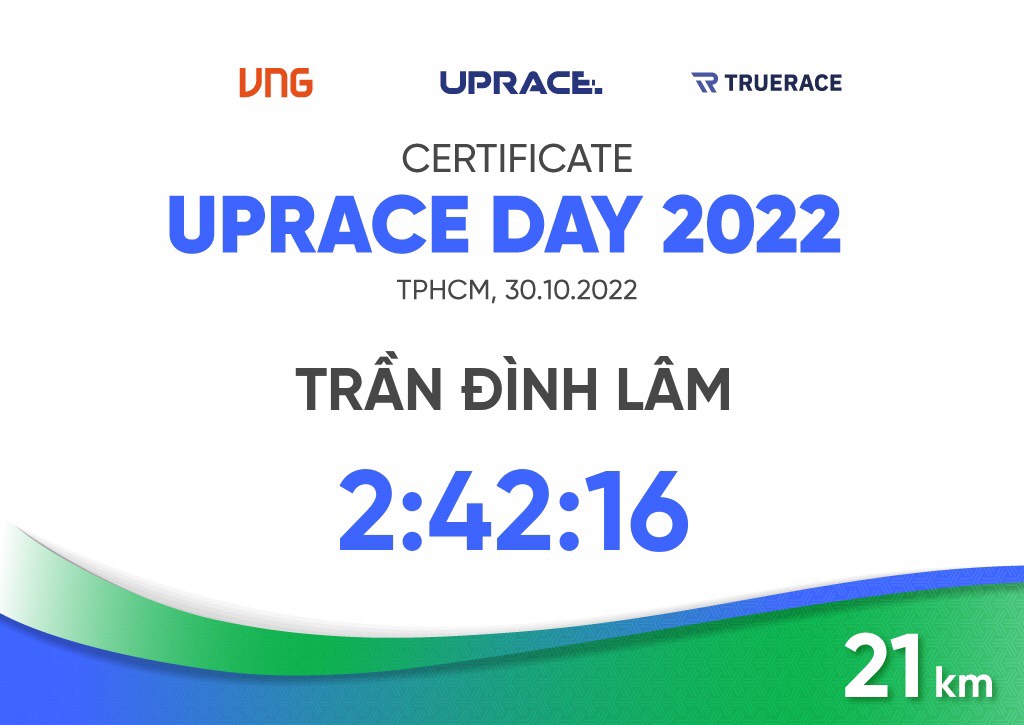 VNG UPRACE TRUERACE
CERTIFICATE
UPRACE DAY 2022
TPHCM, 30.10.2022
TRẦN ĐÌNH LÂM
2:42:16
21 km